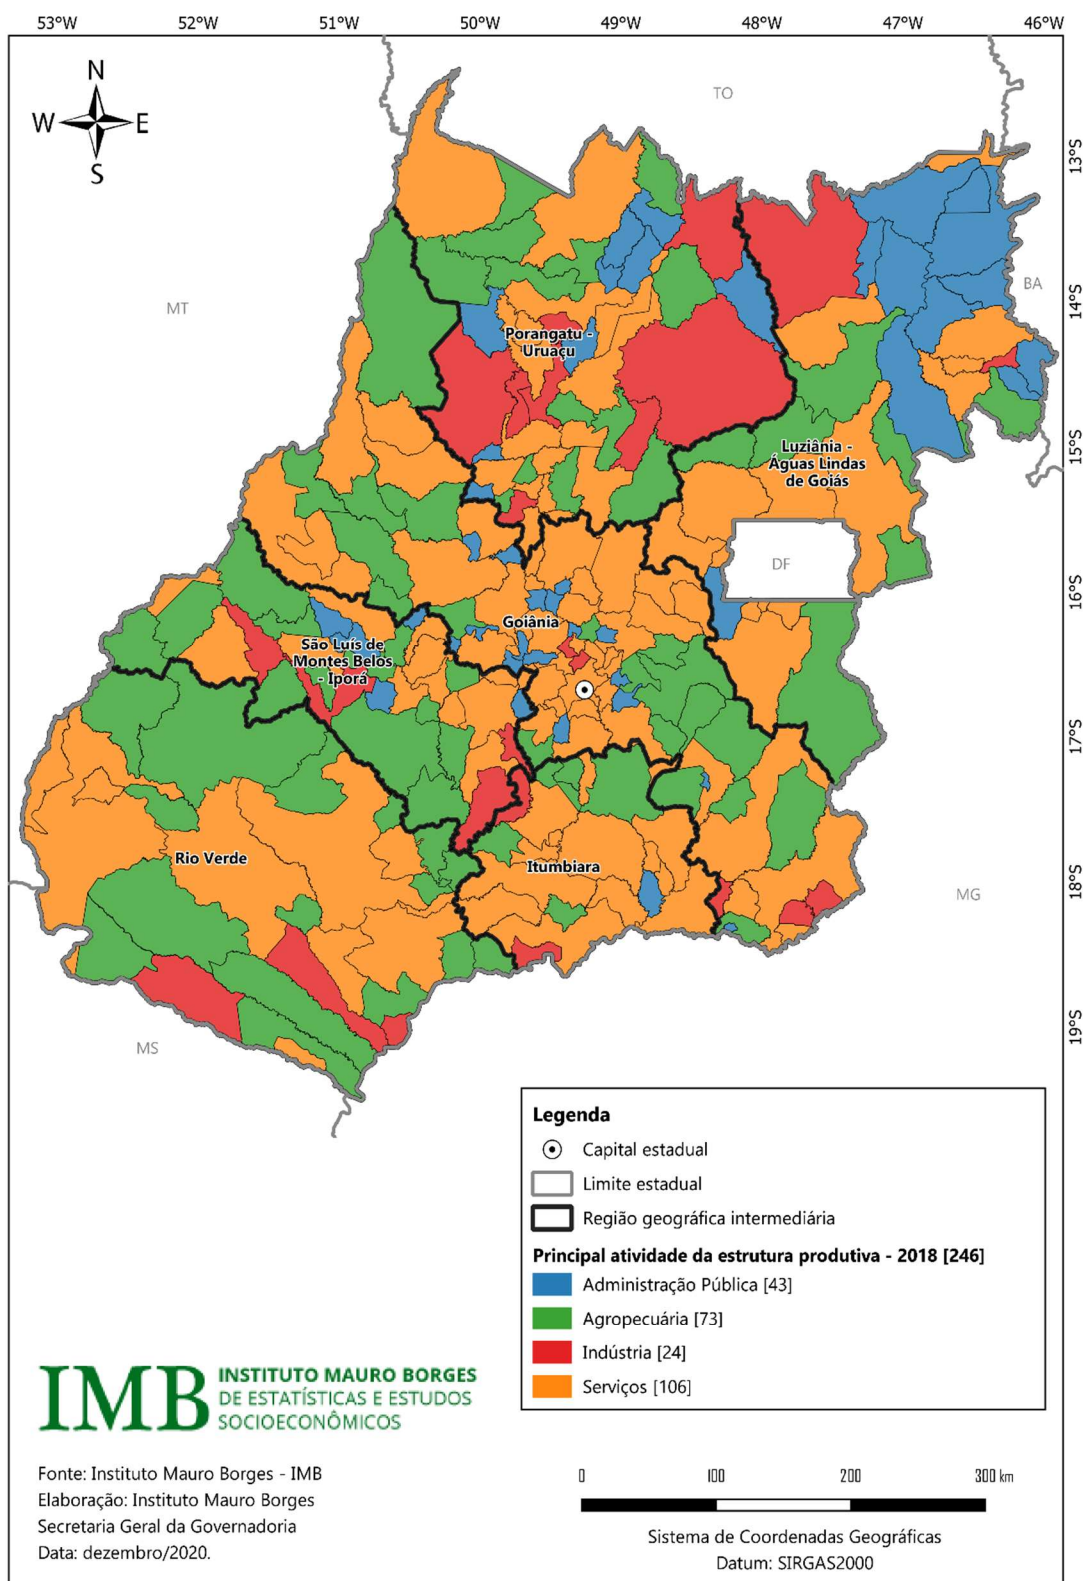 53°W 52°W 51°W 50°W 49°W 48°W 47°W 46°W
N
W E
S
TO
13°S
MT
BA
14°S
Porangatu -
Uruaçu
Luziânia -
Águas Lindas
de Goiás
15°S
DF
16°S
Goiânia
São Luís de
Montes Belos
- Iporá
17°S
Rio Verde
Itumbiara
18°S
MG
MS
19°S
Legenda
Capital estadual
Limite estadual
Região geográfica intermediária
Principal atividade da estrutura produtiva - 2018 [246]
Administração Pública [43]
Agropecuária [73]
Indústria [24]
Serviços [106]
IMB
INSTITUTO MAURO BORGES
DE ESTATÍSTICAS E ESTUDOS
SOCIOECONÔMICOS
Fonte: Instituto Mauro Borges - IMB
Elaboração: Instituto Mauro Borges
Secretaria Geral da Governadoria
Data: dezembro/2020.
0 100 200 300 km
Sistema de Coordenadas Geográficas
Datum: SIRGAS2000